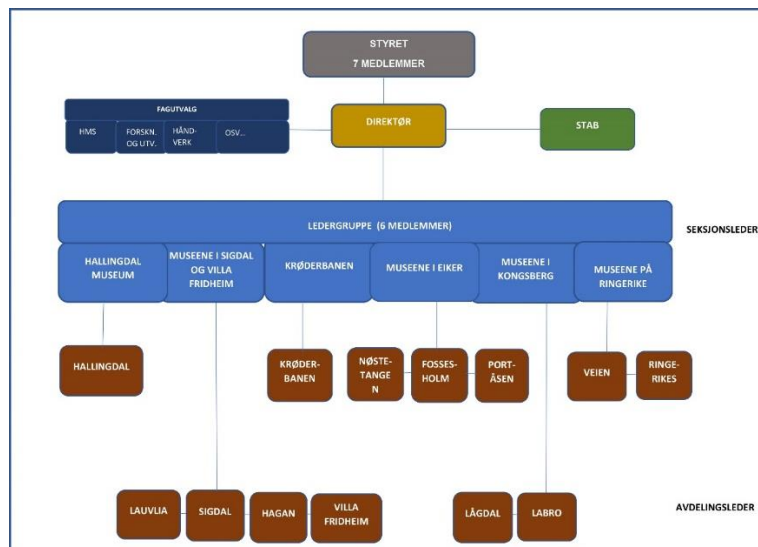 STYRET
7 MEDLEMMER
FAGUTVALG
HMS
FORSKN.
OG UTV.
HÅND-
VERK
OSV...
DIREKTØR
STAB
LEDERGRUPPE (6 MEDLEMMER)
SEKSJONSLEDER
HALLINGDAL
MUSEUM
MUSEENE I SIGDAL
OG VILLA
FRIDHEIM
KRØDERBANEN
MUSEENE I EIKER
MUSEENE I
KONGSBERG
MUSEENE PÅ
RINGERIKE
HALLINGDAL
KRØDER-
BANEN
NØSTE-
TANGE
N
FOSSES-
HOLM
PORT-
ÅSEN
VEIEN
RINGE-
RIKES
LAUVLIA
SIGDAL
HAGAN
VILLA
FRIDHEIM
LÅGDAL
LABRO
AVDELINGSLEDER